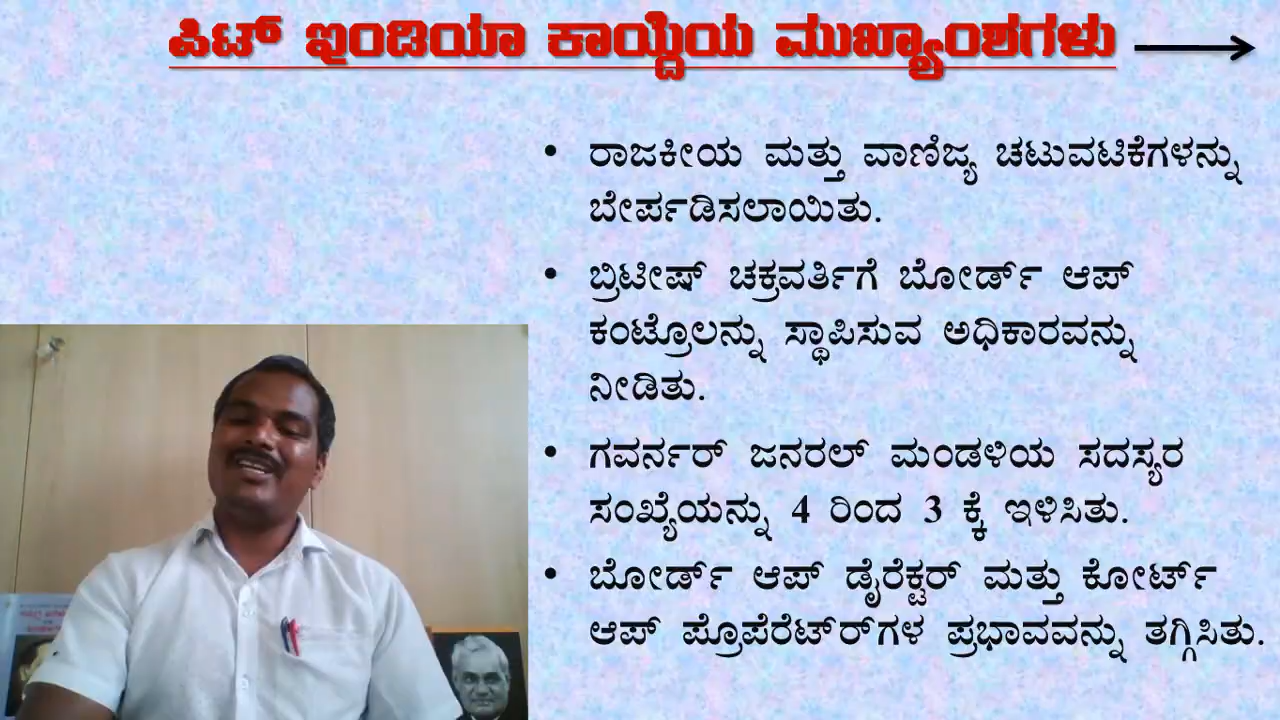 ಪಿಟ್ ಇಂಡಿಯಾ ಕಾಯ್ದೆಯ ಮುಖ್ಯಾಂಶಗಳು
• ರಾಜಕೀಯ ಮತ್ತು ವಾಣಿಜ್ಯ ಚಟುವಟಿಕೆಗಳನ್ನು
ಬೇರ್ಪಡಿಸಲಾಯಿತು.
• ಬ್ರಿಟೀಷ್ ಚಕ್ರವರ್ತಿಗೆ ಬೋರ್ಡ್ ಆಪ್
ಕಂಟ್ರೊಲನ್ನು ಸ್ಥಾಪಿಸುವ ಅಧಿಕಾರವನ್ನು
ನೀಡಿತು.
• ಗವರ್ನರ್ ಜನರಲ್ ಮಂಡಳಿಯ ಸದಸ್ಯರ
ಸಂಖ್ಯೆಯನ್ನು 4 ರಿಂದ 3 ಕ್ಕೆ ಇಳಿಸಿತು.
• ಬೋರ್ಡ್ ಆಪ್ ಡೈರೆಕ್ಟರ್ ಮತ್ತು ಕೋರ್ಟ್
ಆಪ್ ಪ್ರೊಪೆರೆಟರ್‍ಗಳ ಪ್ರಭಾವವನ್ನು ತಗ್ಗಿಸಿತು.